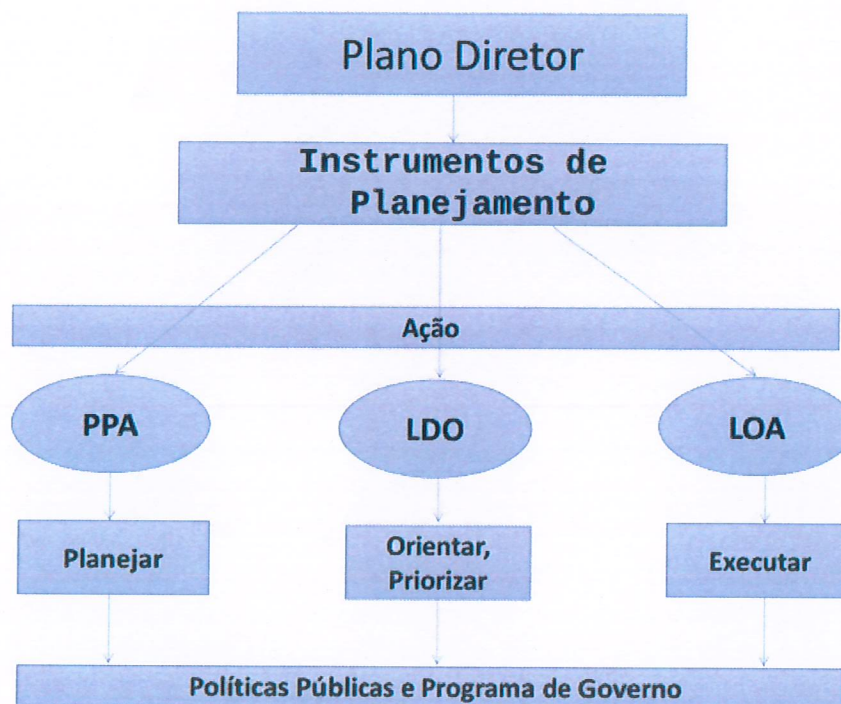 Plano Diretor
Instrumentos de
Planejamento
Ação
PPA
LDO
LOA
Planejar
Orientar,
Priorizar
Executar
Políticas Públicas e Programa de Governo